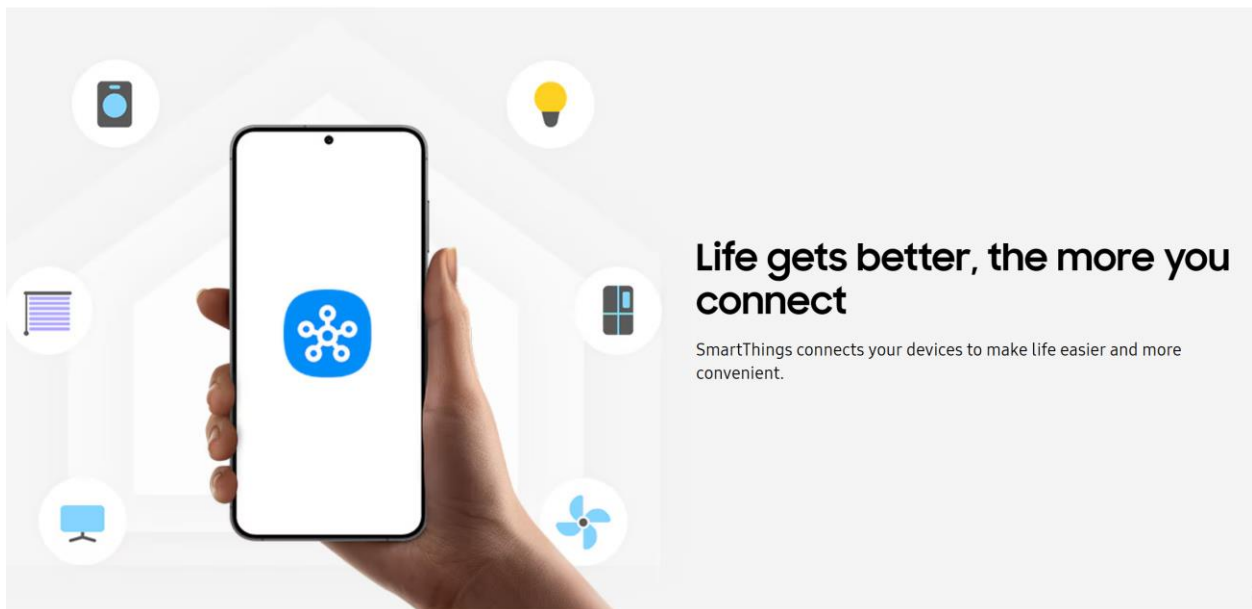 Life gets better, the more you
connect
SmartThings connects your devices to make life easier and more
convenient.